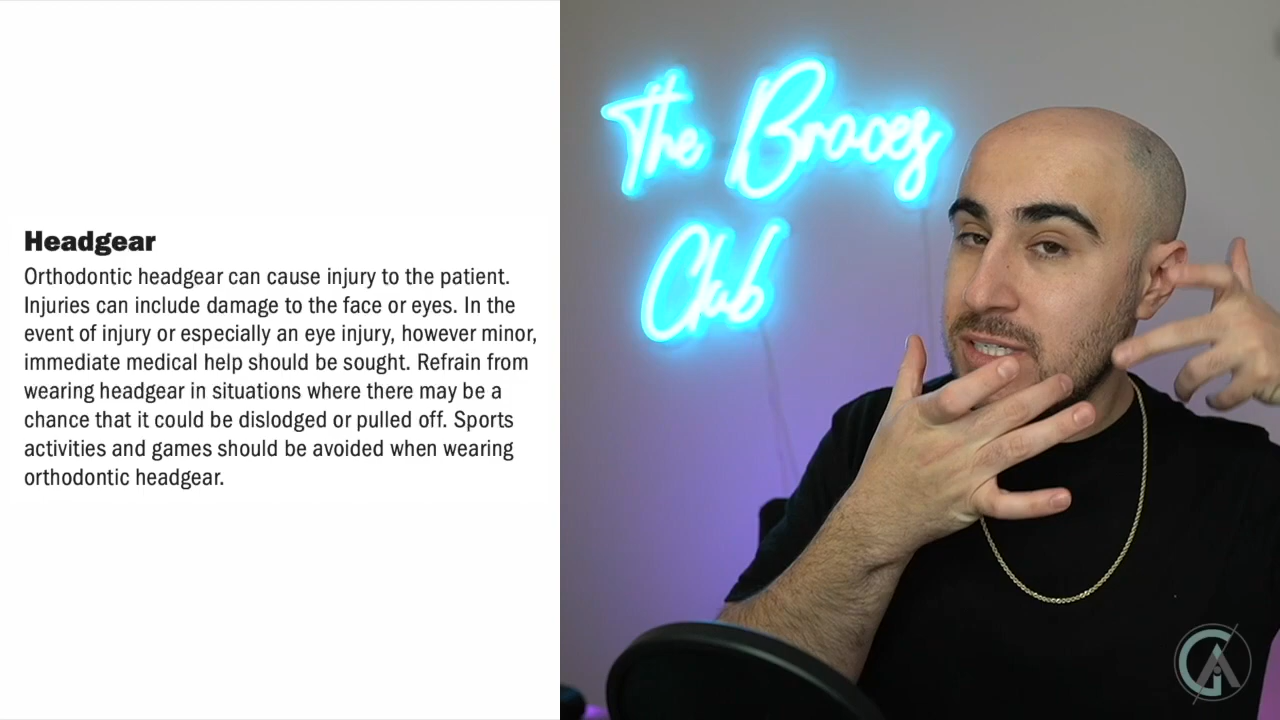 Headgear
Orthodontic headgear can cause injury to the patient.
Injuries can include damage to the face or eyes. In the
event of injury or especially an eye injury, however minor,
immediate medical help should be sought. Refrain from
wearing headgear in situations where there may be a
chance that it could be dislodged or pulled off. Sports
activities and games should be avoided when wearing
orthodontic headgear.
The Braces
Club